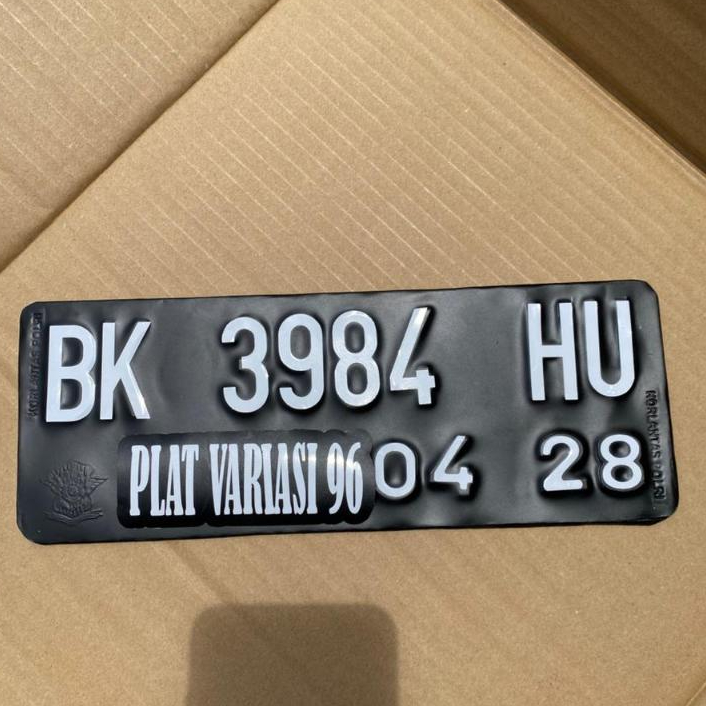 BK 3984 HU
PLAT VARIASI 96
04 28
KORLANTAS POLRI
KORLANTAS POLRI